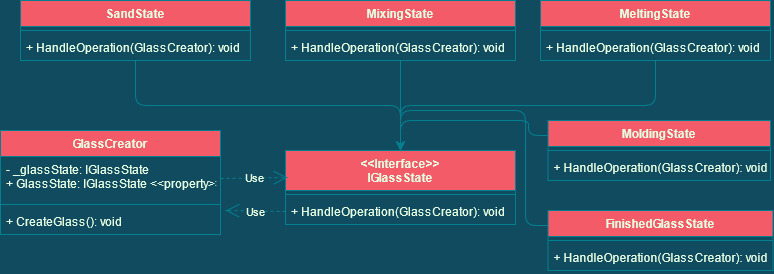 SandState
+ HandleOperation(GlassCreator): void
MixingState
+ HandleOperation(GlassCreator): void
MeltingState
+ HandleOperation(GlassCreator): void
GlassCreator
- _glassState: IGlassState
+ GlassState: IGlassState <<property>
+ CreateGlass(): void
Use
Use
<<Interface>>
IGlassState
+ HandleOperation(GlassCreator): void
MoldingState
+ HandleOperation(GlassCreator): void
FinishedGlassState
+ HandleOperation(GlassCreator): void